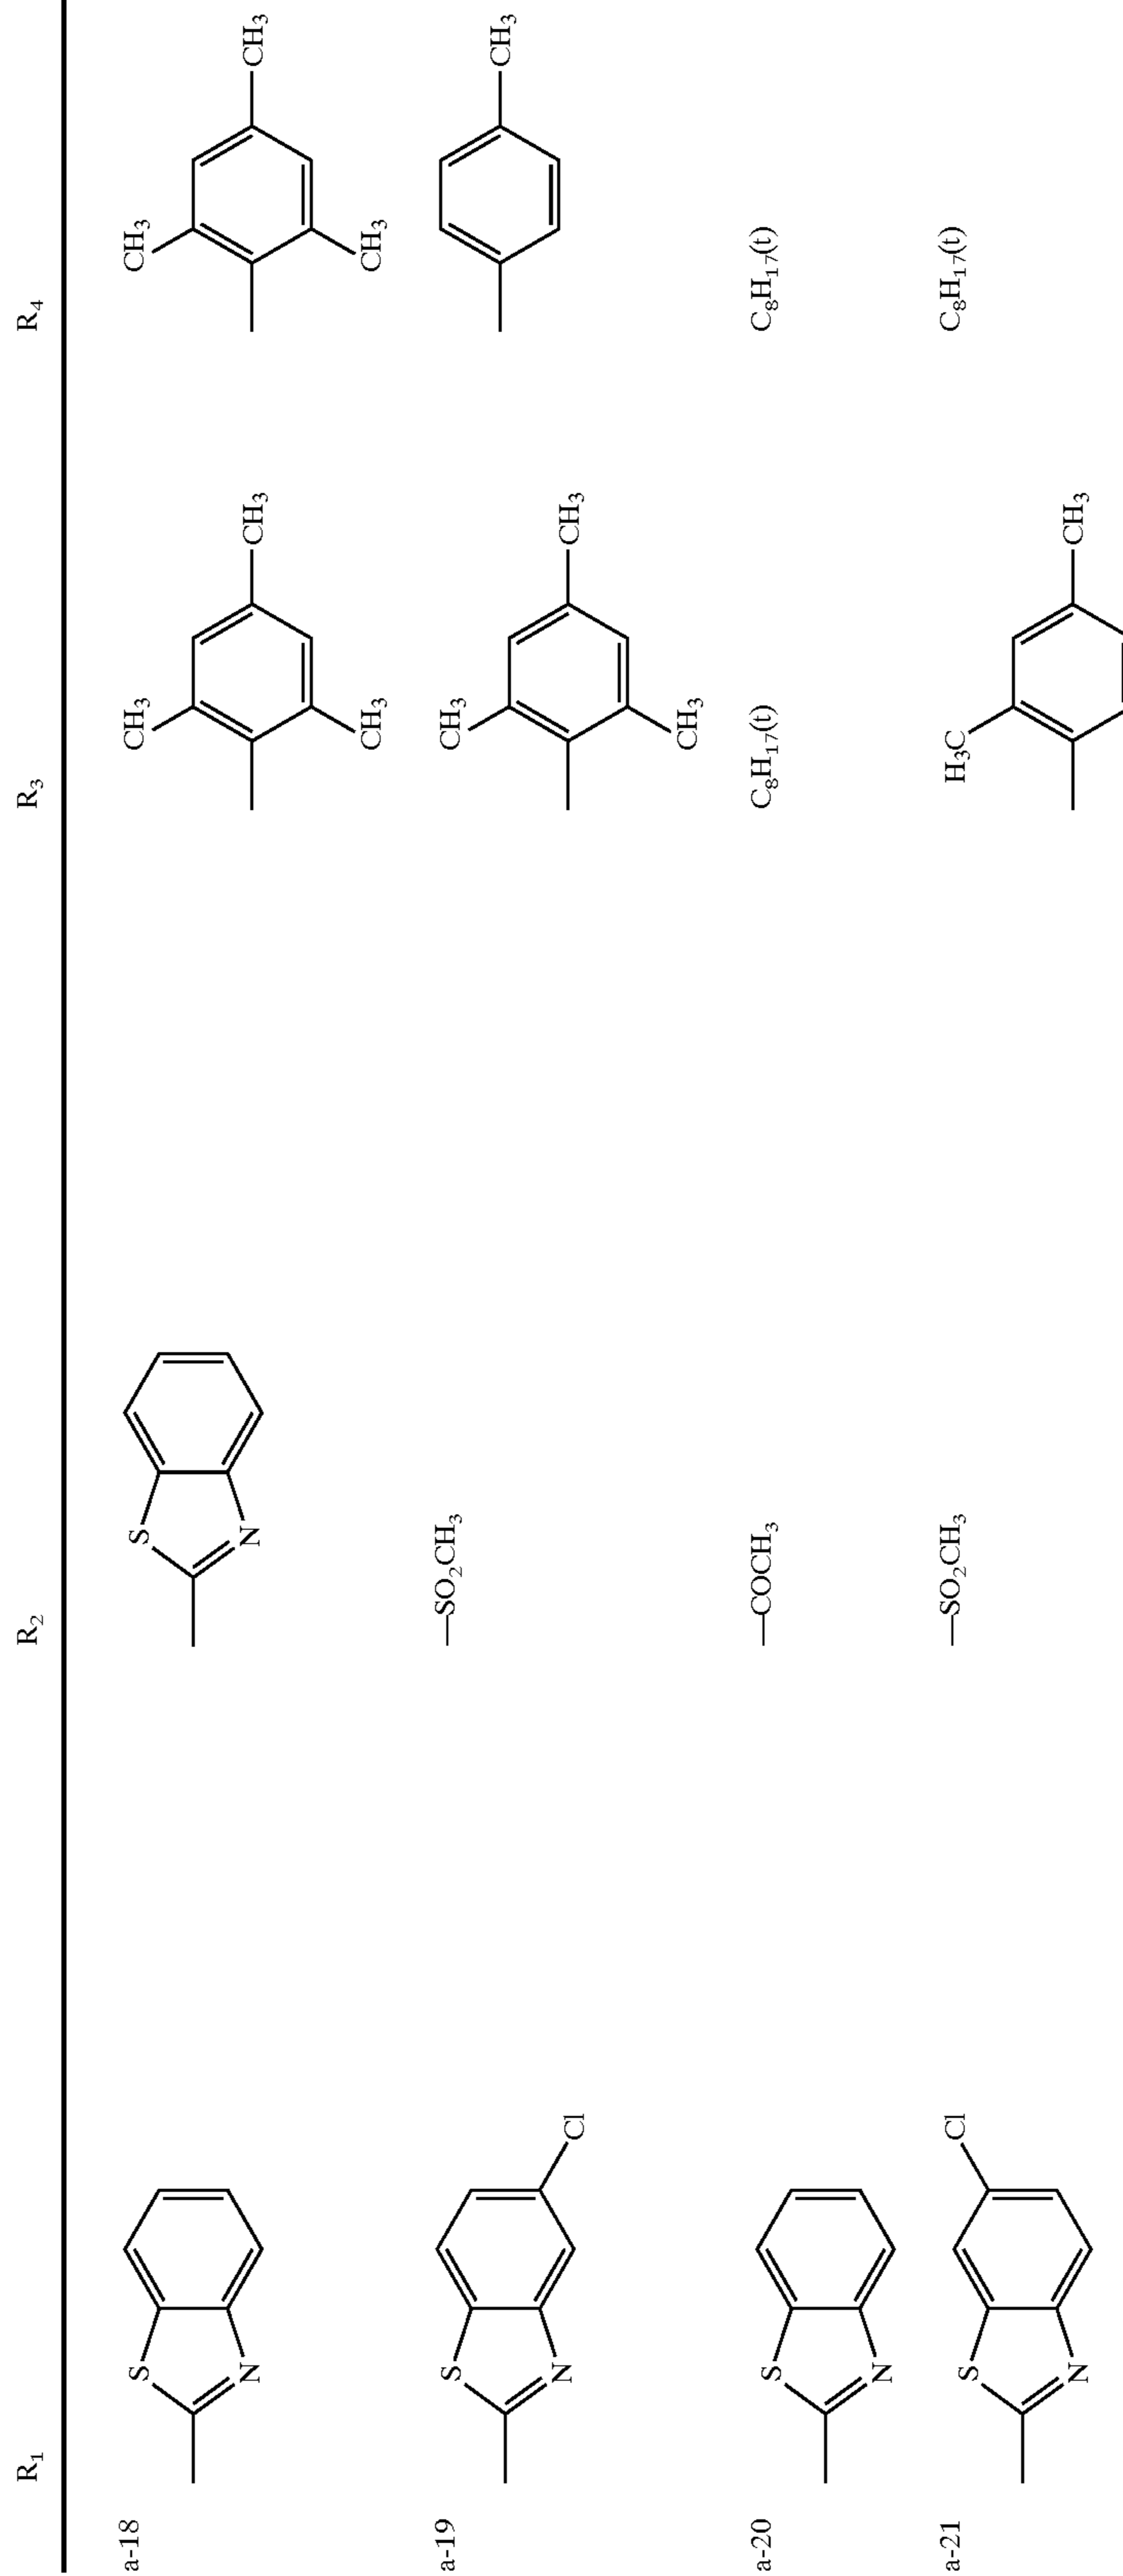 R1 R2 R3 R4
a-18 S N S N CH3 CH3 CH3 CH3 CH3 CH3
a-19 S N Cl —SO2CH3 CH3 CH3 CH3 CH3
a-20 S N —COCH3 C8H17(t) C8H17(t)
a-21 S N Cl —SO2CH3 H3C CH3 C8H17(t)